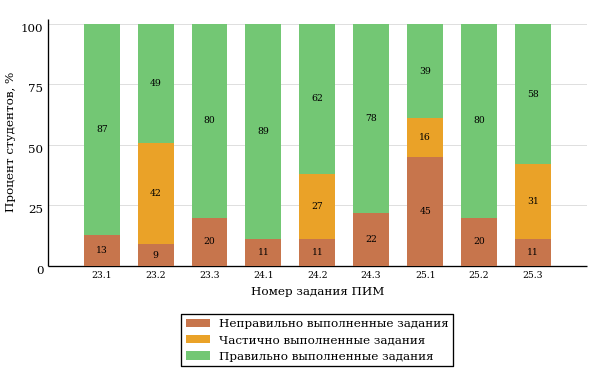 Процент студентов, %
100
75
50
25
0
87 49 80 89 62 78 39 80 58
42 27 16 31
13 9 20 11 11 22 45 20 11
23.1 23.2 23.3 24.1 24.2 24.3 25.1 25.2 25.3
Номер задания ПИМ
Неправильно выполненные задания
Частично выполненные задания
Правильно выполненные задания